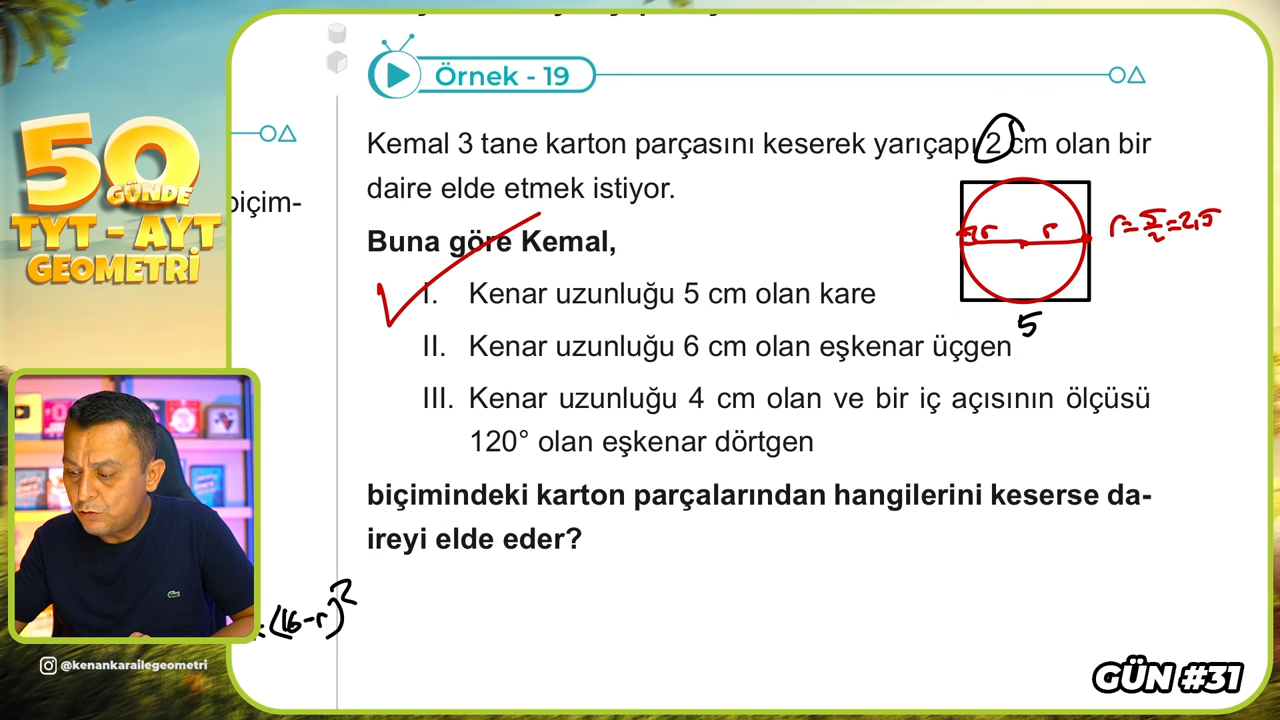 Örnek - 19
50
GÜNDE
TYT - AYT
GEOMETRİ
biçim-
Kemal 3 tane karton parçasını keserek yarıçapı 2 cm olan bir
daire elde etmek istiyor.
Buna göre Kemal,
I. Kenar uzunluğu 5 cm olan kare
II. Kenar uzunluğu 6 cm olan eşkenar üçgen
III. Kenar uzunluğu 4 cm olan ve bir iç açısının ölçüsü
120° olan eşkenar dörtgen
biçimindeki karton parçalarından hangilerini keserse da-
ireyi elde eder?
r r
r=5/2=2,5
5
(16-r)²
@kenankarailegeometri
GÜN #31